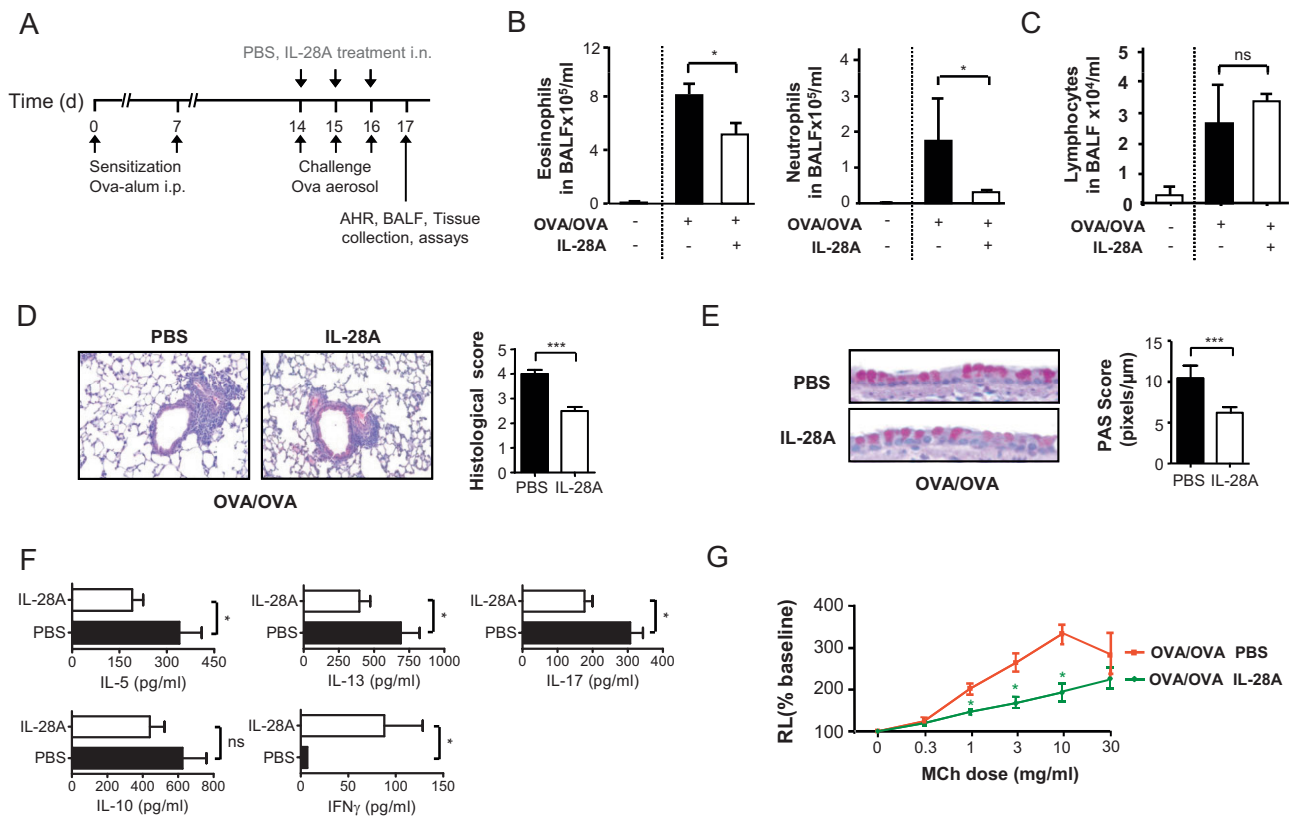 A
PBS, IL-28A treatment i.n.
Time (d)
0 7 14 15 16 17
Sensitization
Ova-alum i.p.
Challenge
Ova aerosol
AHR, BALF, Tissue
collection, assays
B
Eosinophils
in BALFx10⁵/ml
12
8
4
0
*
OVA/OVA - + +
IL-28A - - +
Neutrophils
in BALFx10⁵/ml
4
3
2
1
0
*
- + +
- - +
C
Lymphocytes
in BALF x10⁴/ml
5
4
3
2
1
0
ns
OVA/OVA - + +
IL-28A - - +
D
PBS IL-28A
OVA/OVA
Histological score
5
4
3
2
1
0
***
PBS IL-28A
E
PBS
IL-28A
OVA/OVA
PAS Score
(pixels/µm)
15
10
5
0
***
PBS IL-28A
F
IL-28A
PBS
*
0 150 300 450
IL-5 (pg/ml)
IL-28A
PBS
*
0 250 500 750 1000
IL-13 (pg/ml)
IL-28A
PBS
*
0 100 200 300 400
IL-17 (pg/ml)
IL-28A
PBS
ns
0 200 400 600 800
IL-10 (pg/ml)
IL-28A
PBS
*
0 50 100 150
IFNγ (pg/ml)
G
RL(% baseline)
400
300
200
100
* * *
0 0.3 1 3 10 30
MCh dose (mg/ml)
OVA/OVA PBS
OVA/OVA IL-28A